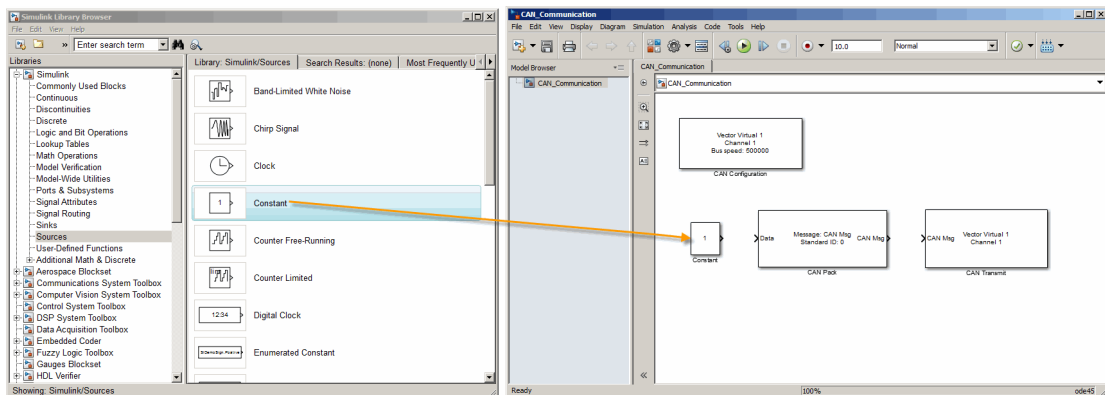 Simulink Library Browser
File Edit View Help
» Enter search term
Libraries
Simulink
Commonly Used Blocks
Continuous
Discontinuities
Discrete
Logic and Bit Operations
Lookup Tables
Math Operations
Model Verification
Model-Wide Utilities
Ports & Subsystems
Signal Attributes
Signal Routing
Sinks
Sources
User-Defined Functions
Additional Math & Discrete
Aerospace Blockset
Communications System Toolbox
Computer Vision System Toolbox
Control System Toolbox
DSP System Toolbox
Data Acquisition Toolbox
Embedded Coder
Fuzzy Logic Toolbox
Gauges Blockset
HDL Verifier
Showing: Simulink/Sources
Library: Simulink/Sources Search Results: (none) Most Frequently U
Band-Limited White Noise
Chirp Signal
Clock
1 Constant
Counter Free-Running
Counter Limited
12:34 Digital Clock
Enumerated Constant
CAN_Communication
File Edit View Display Diagram Simulation Analysis Code Tools Help
10.0 Normal
Model Browser
CAN_Communication
CAN_Communication
CAN_Communication
Vector Virtual 1
Channel 1
Bus speed: 500000
CAN Configuration
1
Constant
Data
Message: CAN Msg
Standard ID: 0
CAN Msg
CAN Pack
CAN Msg
Vector Virtual 1
Channel 1
CAN Transmit
Ready 100% ode45